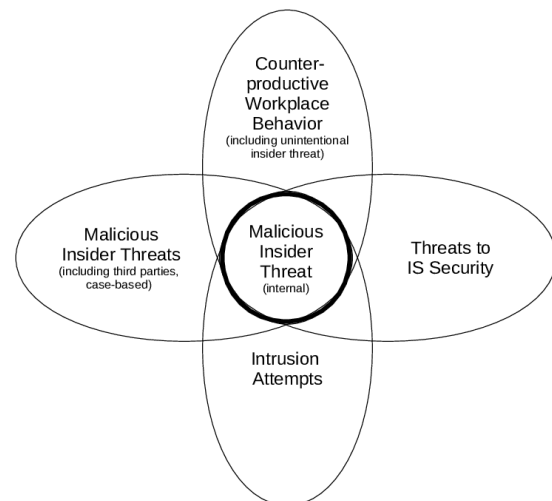 Counter-
productive
Workplace
Behavior
(including unintentional
insider threat)
Malicious
Insider Threats
(including third parties,
case-based)
Malicious
Insider
Threat
(internal)
Threats to
IS Security
Intrusion
Attempts